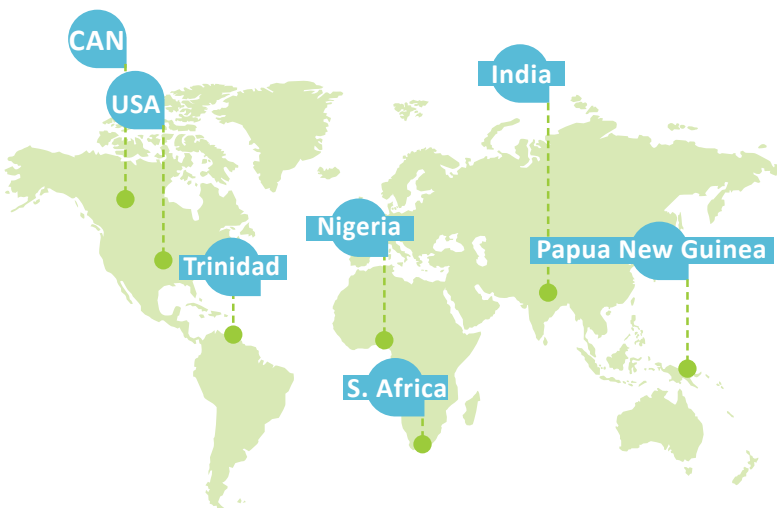 CAN
USA
India
Nigeria
Papua New Guinea
Trinidad
S. Africa